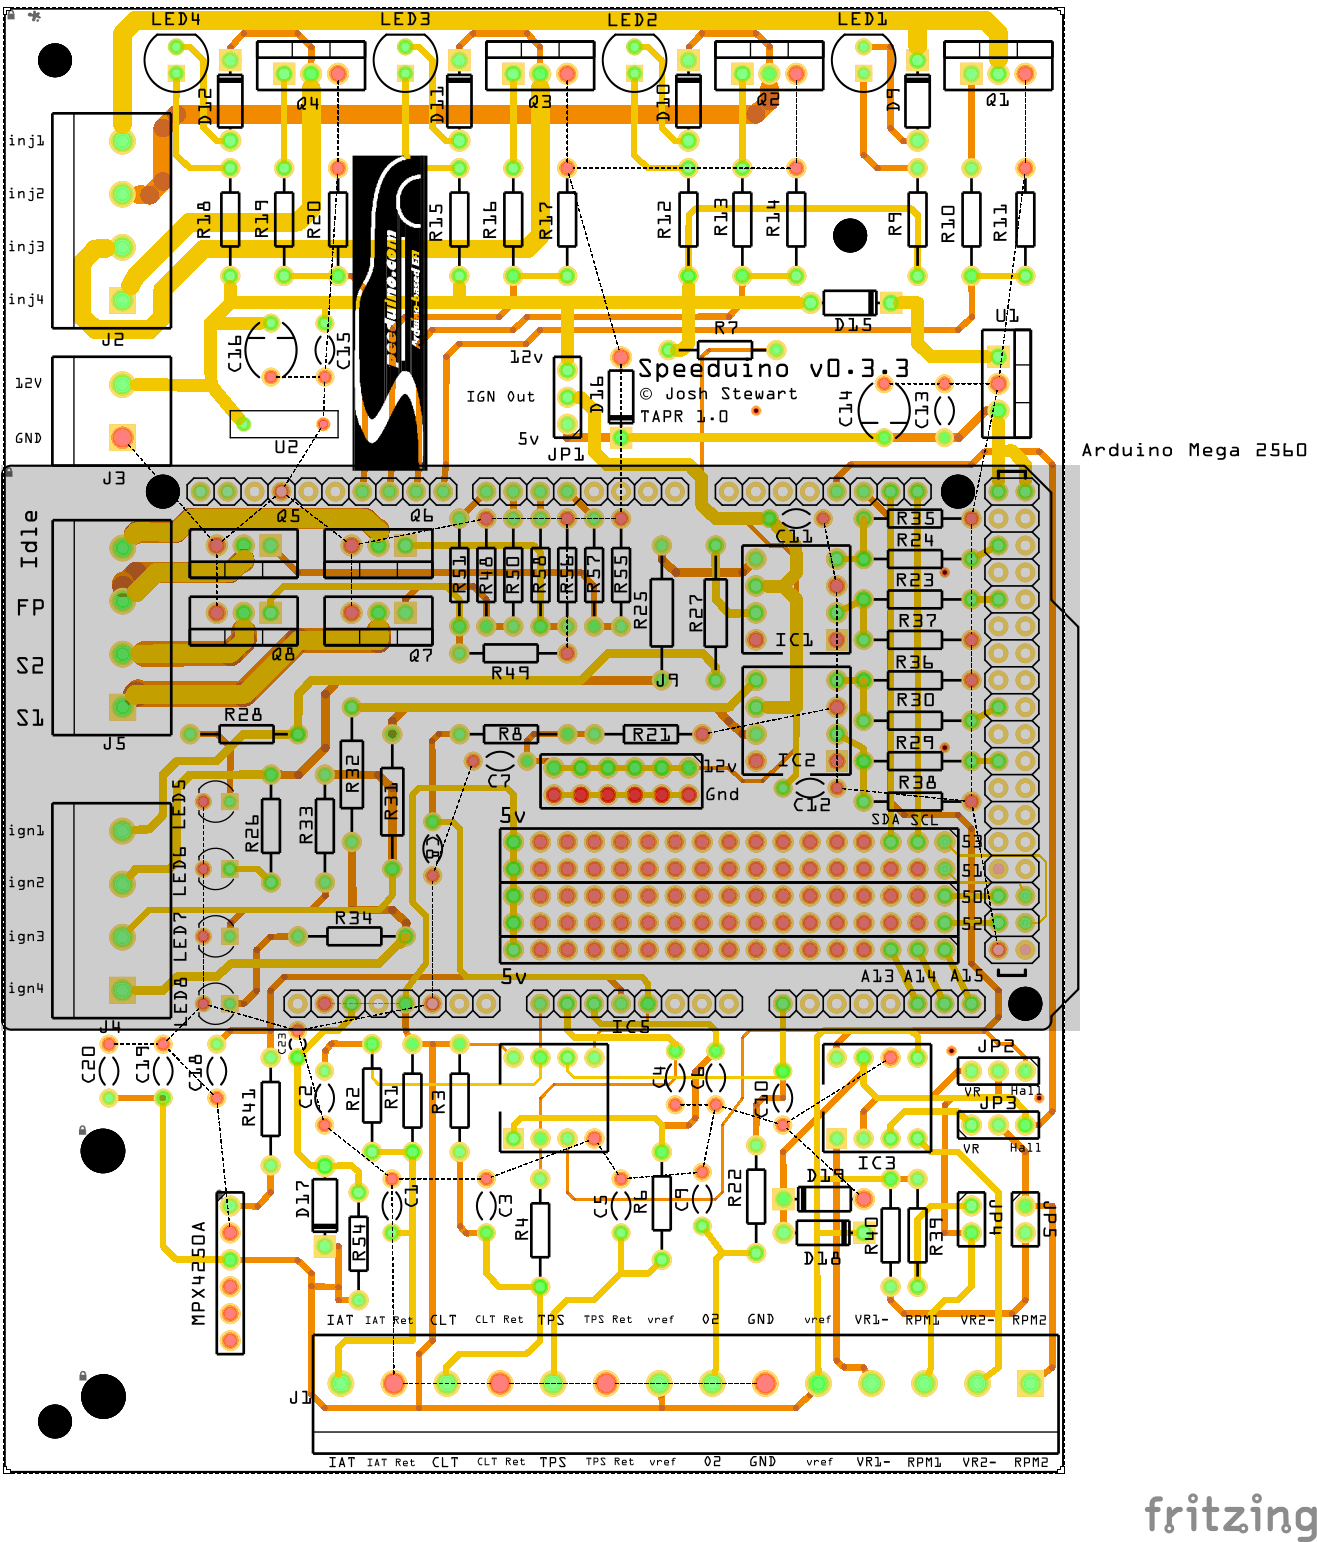 LED4 LED3 LED2 LED1
Q4 Q3 Q2 Q1
D12 D11 D10 D9
inj1
inj2
inj3
inj4
J2
R18 R19 R20 R15 R16 R17 R12 R13 R14 R9 R10 R11
speeduino.com
Arduino-based EFI
D15
U1
C16 C15
12V
GND
J3
U2
12v
IGN Out
5v
JP1
D16
R7
Speeduino v0.3.3
© Josh Stewart
TAPR 1.0
C14 C13
Arduino Mega 2560
Idle
FP
S2
S1
J5
Q5 Q6
Q8 Q7
R51 R48 R50 R58 R56 R57 R55
R49
R25 R27
J9
C11
IC1
IC2
C12
R35
R24
R23
R37
R36
R30
R29
R38
SDA SCL
R28
R8 R21
C7
12v
Gnd
R32 R31
R26 R33
C8
LED5
LED6
LED7
LED8
ign1
ign2
ign3
ign4
J4
R34
5v
53
51
50
52
5v
A13 A14 A15
IC5
C20 C19 C18
C23
R41
C2
R2 R1 R3
C4 C6
C10
IC3
JP2
VR Hall
JP3
VR Hall
MPX4250A
D17
R54
C1
C3
R4
C5
R6
C9
R22
D19
D18
R40 R39
JP4 JP5
IAT IAT Ret CLT CLT Ret TPS TPS Ret vref O2 GND vref VR1- RPM1 VR2- RPM2
J1
IAT IAT Ret CLT CLT Ret TPS TPS Ret vref O2 GND vref VR1- RPM1 VR2- RPM2
fritzing